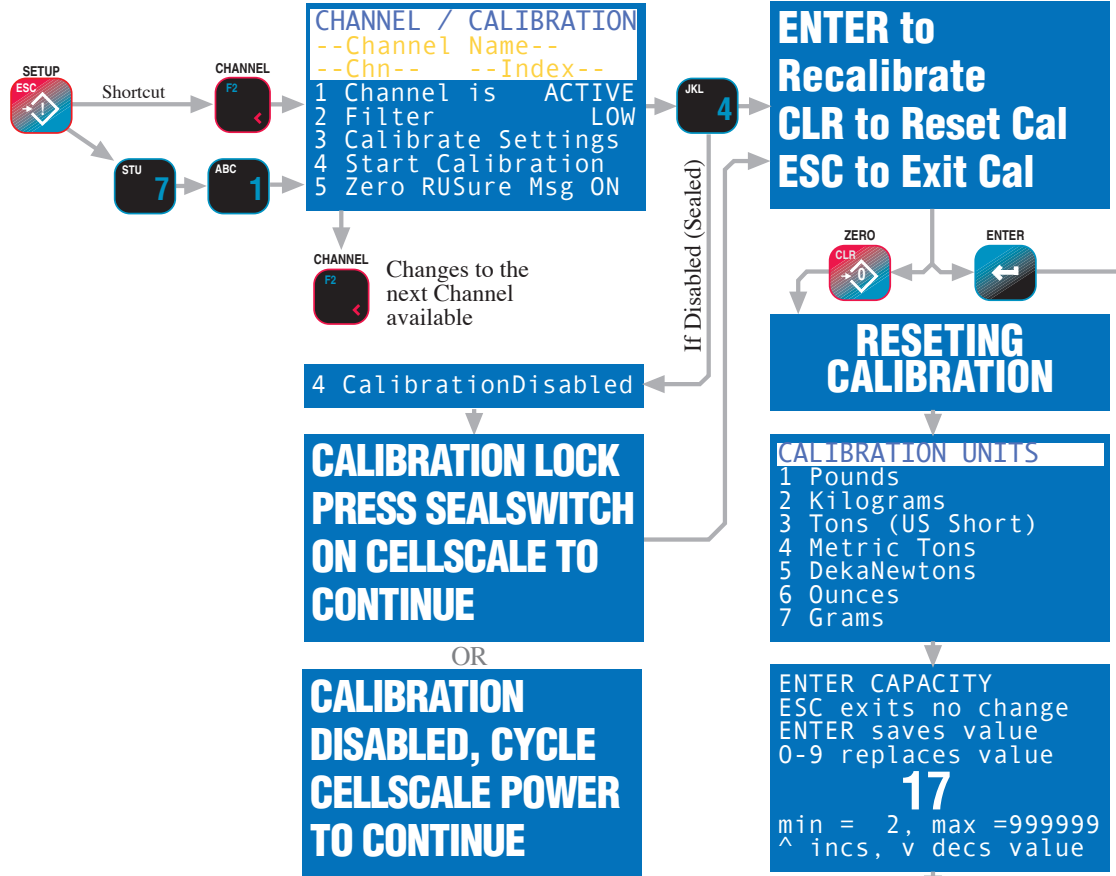 SETUP
ESC
!
Shortcut
CHANNEL
F2
<
STU
7
ABC
1
CHANNEL / CALIBRATION
--Channel Name--
--Chn-- --Index--
1 Channel is ACTIVE
2 Filter LOW
3 Calibrate Settings
4 Start Calibration
5 Zero RUSure Msg ON
CHANNEL
F2
<
Changes to the
next Channel
available
JKL
4
If Disabled (Sealed)
4 CalibrationDisabled
CALIBRATION LOCK
PRESS SEALSWITCH
ON CELLSCALE TO
CONTINUE
OR
CALIBRATION
DISABLED, CYCLE
CELLSCALE POWER
TO CONTINUE
ENTER to
Recalibrate
CLR to Reset Cal
ESC to Exit Cal
ZERO
CLR
0
ENTER
RESETING
CALIBRATION
CALIBRATION UNITS
1 Pounds
2 Kilograms
3 Tons (US Short)
4 Metric Tons
5 DekaNewtons
6 Ounces
7 Grams
ENTER CAPACITY
ESC exits no change
ENTER saves value
0-9 replaces value
17
min = 2, max =999999
^ incs, v decs value